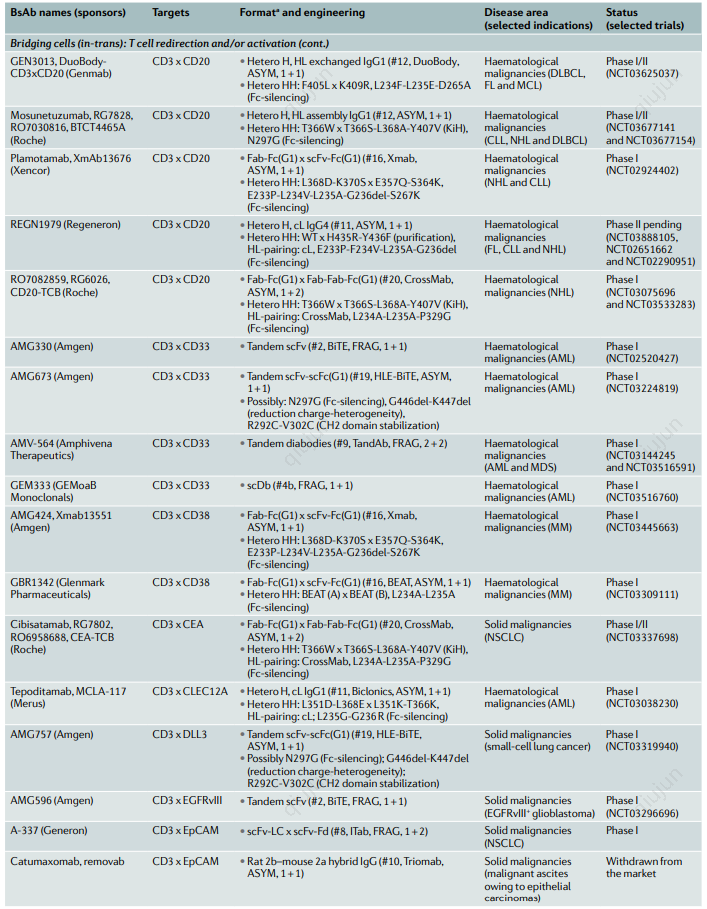 BsAb names (sponsors) Targets Formatᵃ and engineering Disease area Status
(selected indications) (selected trials)
Bridging cells (in-trans): T cell redirection and/or activation (cont.)
GEN3013, DuoBody- CD3 x CD20 • Hetero H, HL exchanged IgG1 (#12, DuoBody, Haematological Phase I/II
CD3xCD20 (Genmab) ASYM, 1 + 1) malignancies (DLBCL, (NCT03625037)
• Hetero HH: F405L x K409R, L234F-L235E-D265A FL and MCL)
(Fc-silencing)
Mosunetuzumab, RG7828, CD3 x CD20 • Hetero H, HL assembly IgG1 (#12, ASYM, 1 + 1) Haematological Phase I/II
RO7030816, BTCT4465A • Hetero HH: T366W x T366S-L368A-Y407V (KiH), malignancies (NCT03677141
(Roche) N297G (Fc-silencing) (CLL, NHL and DLBCL) and NCT03677154)
Plamotamab, XmAb13676 CD3 x CD20 • Fab-Fc(G1) x scFv-Fc(G1) (#16, Xmab, Haematological Phase I
(Xencor) ASYM, 1 + 1) malignancies (NCT02924402)
• Hetero HH: L368D-K370S x E357Q-S364K, (NHL and CLL)
E233P-L234V-L235A-G236del-S267K
(Fc-silencing)
REGN1979 (Regeneron) CD3 x CD20 • Hetero H, cL IgG4 (#11, ASYM, 1 + 1) Haematological Phase II pending
• Hetero HH: WT x H435R-Y436F (purification), malignancies (NCT03888105,
HL-pairing: cL, E233P-F234V-L235A-G236del (FL, CLL and NHL) NCT02651662
(Fc-silencing) and NCT02290951)
RO7082859, RG6026, CD3 x CD20 • Fab-Fc(G1) x Fab-Fab-Fc(G1) (#20, CrossMab, Haematological Phase I
CD20-TCB (Roche) ASYM, 1 + 2) malignancies (NHL) (NCT03075696
• Hetero HH: T366W x T366S-L368A-Y407V (KiH), and NCT03533283)
HL-pairing: CrossMab, L234A-L235A-P329G
(Fc-silencing)
AMG330 (Amgen) CD3 x CD33 • Tandem scFv (#2, BiTE, FRAG, 1 + 1) Haematological Phase I
malignancies (AML) (NCT02520427)
AMG673 (Amgen) CD3 x CD33 • Tandem scFv-scFc(G1) (#19, HLE-BiTE, ASYM, Haematological Phase I
1 + 1) malignancies (AML) (NCT03224819)
• Possibly: N297G (Fc-silencing), G446del-K447del
(reduction charge-heterogeneity),
R292C-V302C (CH2 domain stabilization)
AMV-564 (Amphivena CD3 x CD33 • Tandem diabodies (#9, TandAb, FRAG, 2 + 2) Haematological Phase I
Therapeutics) malignancies (NCT03144245
(AML and MDS) and NCT03516591)
GEM333 (GEMoaB CD3 x CD33 • scDb (#4b, FRAG, 1 + 1) Haematological Phase I
Monoclonals) malignancies (AML) (NCT03516760)
AMG424, Xmab13551 CD3 x CD38 • Fab-Fc(G1) x scFv-Fc(G1) (#16, Xmab, Haematological Phase I
(Amgen) ASYM, 1 + 1) malignancies (MM) (NCT03445663)
• Hetero HH: L368D-K370S x E357Q-S364K,
E233P-L234V-L235A-G236del-S267K
(Fc-silencing)
GBR1342 (Glenmark CD3 x CD38 • Fab-Fc(G1) x scFv-Fc(G1) (#16, BEAT, ASYM, 1 + 1) Haematological Phase I
Pharmaceuticals) • Hetero HH: BEAT (A) x BEAT (B), L234A-L235A malignancies (MM) (NCT03309111)
(Fc-silencing)
Cibisatamab, RG7802, CD3 x CEA • Fab-Fc(G1) x Fab-Fab-Fc(G1) (#20, CrossMab, Solid malignancies Phase I/II
RO6958688, CEA-TCB ASYM, 1 + 2) (NSCLC) (NCT03337698)
(Roche) • Hetero HH: T366W x T366S-L368A-Y407V (KiH),
HL-pairing: CrossMab, L234A-L235A-P329G
(Fc-silencing)
Tepoditamab, MCLA-117 CD3 x CLEC12A • Hetero H, cL IgG1 (#11, Biclonics, ASYM, 1 + 1) Haematological Phase I
(Merus) • Hetero HH: L351D-L368E x L351K-T366K, malignancies (AML) (NCT03038230)
HL-pairing: cL; L235G-G236R (Fc-silencing)
AMG757 (Amgen) CD3 x DLL3 • Tandem scFv-scFc(G1) (#19, HLE-BiTE, Solid malignancies Phase I
ASYM, 1 + 1) (small-cell lung cancer) (NCT03319940)
• Possibly N297G (Fc-silencing); G446del-K447del
(reduction charge-heterogeneity);
R292C-V302C (CH2 domain stabilization)
AMG596 (Amgen) CD3 x EGFRvIII • Tandem scFv (#2, BiTE, FRAG, 1 + 1) Solid malignancies Phase I
(EGFRvIII⁺ glioblastoma) (NCT03296696)
A-337 (Generon) CD3 x EpCAM • scFv-LC x scFv-Fd (#8, ITab, FRAG, 1 + 2) Solid malignancies Phase I
(NSCLC)
Catumaxomab, removab CD3 x EpCAM • Rat 2b–mouse 2a hybrid IgG (#10, Triomab, Solid malignancies Withdrawn from
ASYM, 1 + 1) (malignant ascites the market
owing to epithelial
carcinomas)